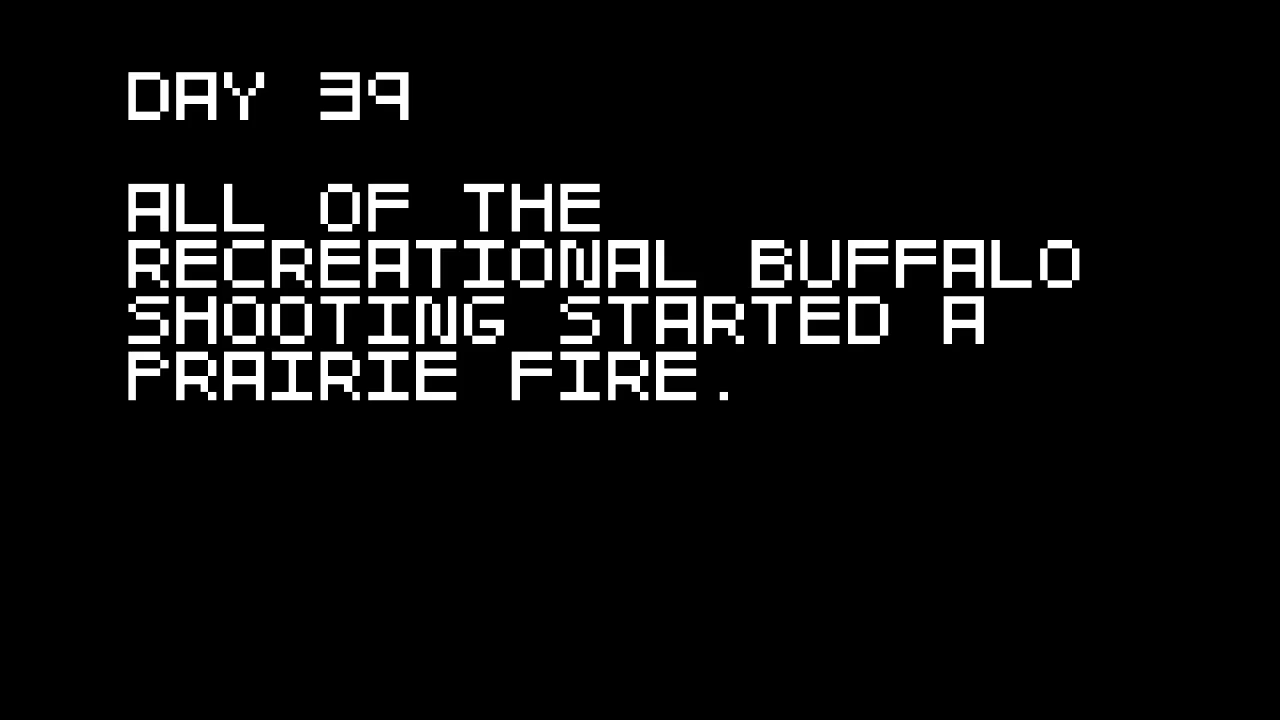 DAY 39
ALL OF THE
RECREATIONAL BUFFALO
SHOOTING STARTED A
PRAIRIE FIRE.